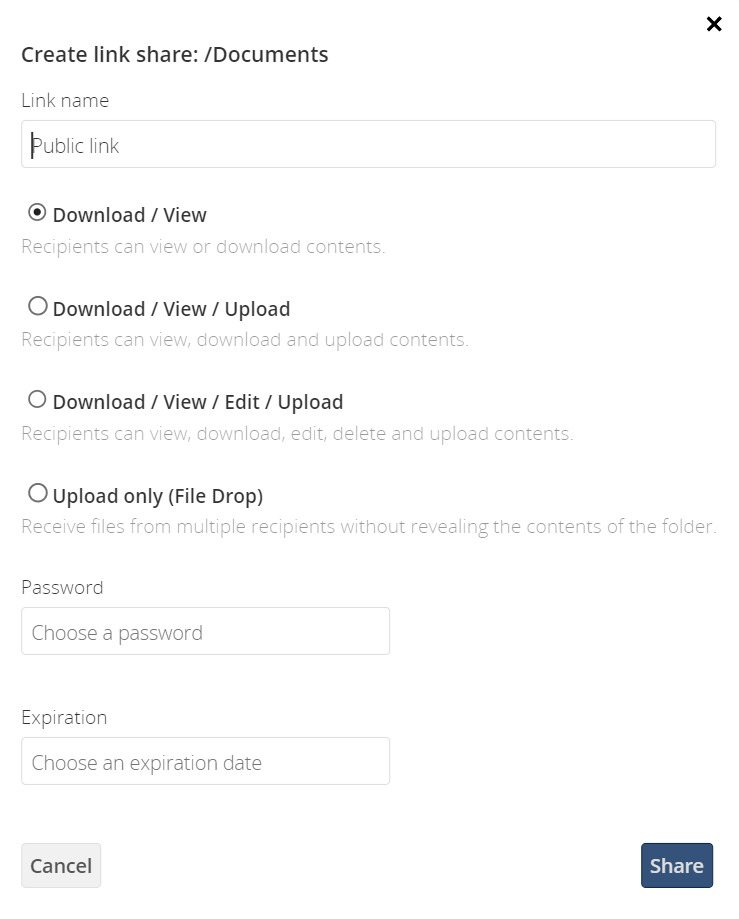 Create link share: /Documents
Link name
Public link
Download / View
Recipients can view or download contents.
Download / View / Upload
Recipients can view, download and upload contents.
Download / View / Edit / Upload
Recipients can view, download, edit, delete and upload contents.
Upload only (File Drop)
Receive files from multiple recipients without revealing the contents of the folder.
Password
Choose a password
Expiration
Choose an expiration date
Cancel
Share